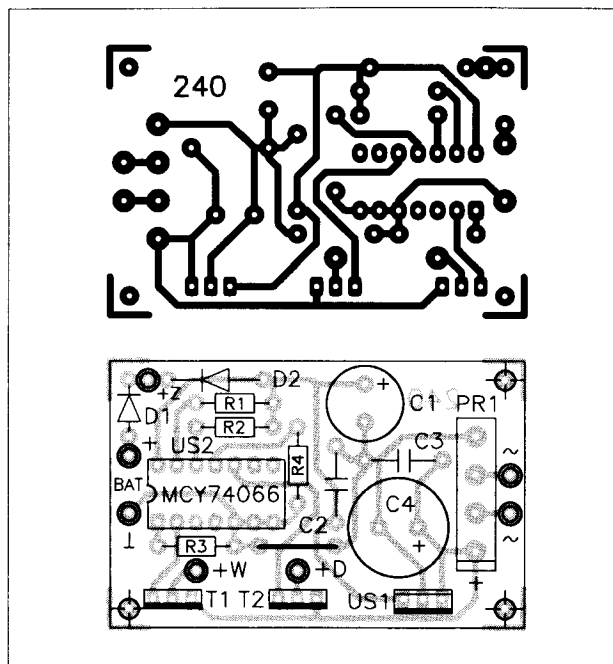 240
+Z
D2
D1
R1
C1
PR1
R2
+
US2
R4
C3
~
BAT
MCY74066
C4
C2
~
⊥
R3
+
+W
+D
+
T1
T2
US1